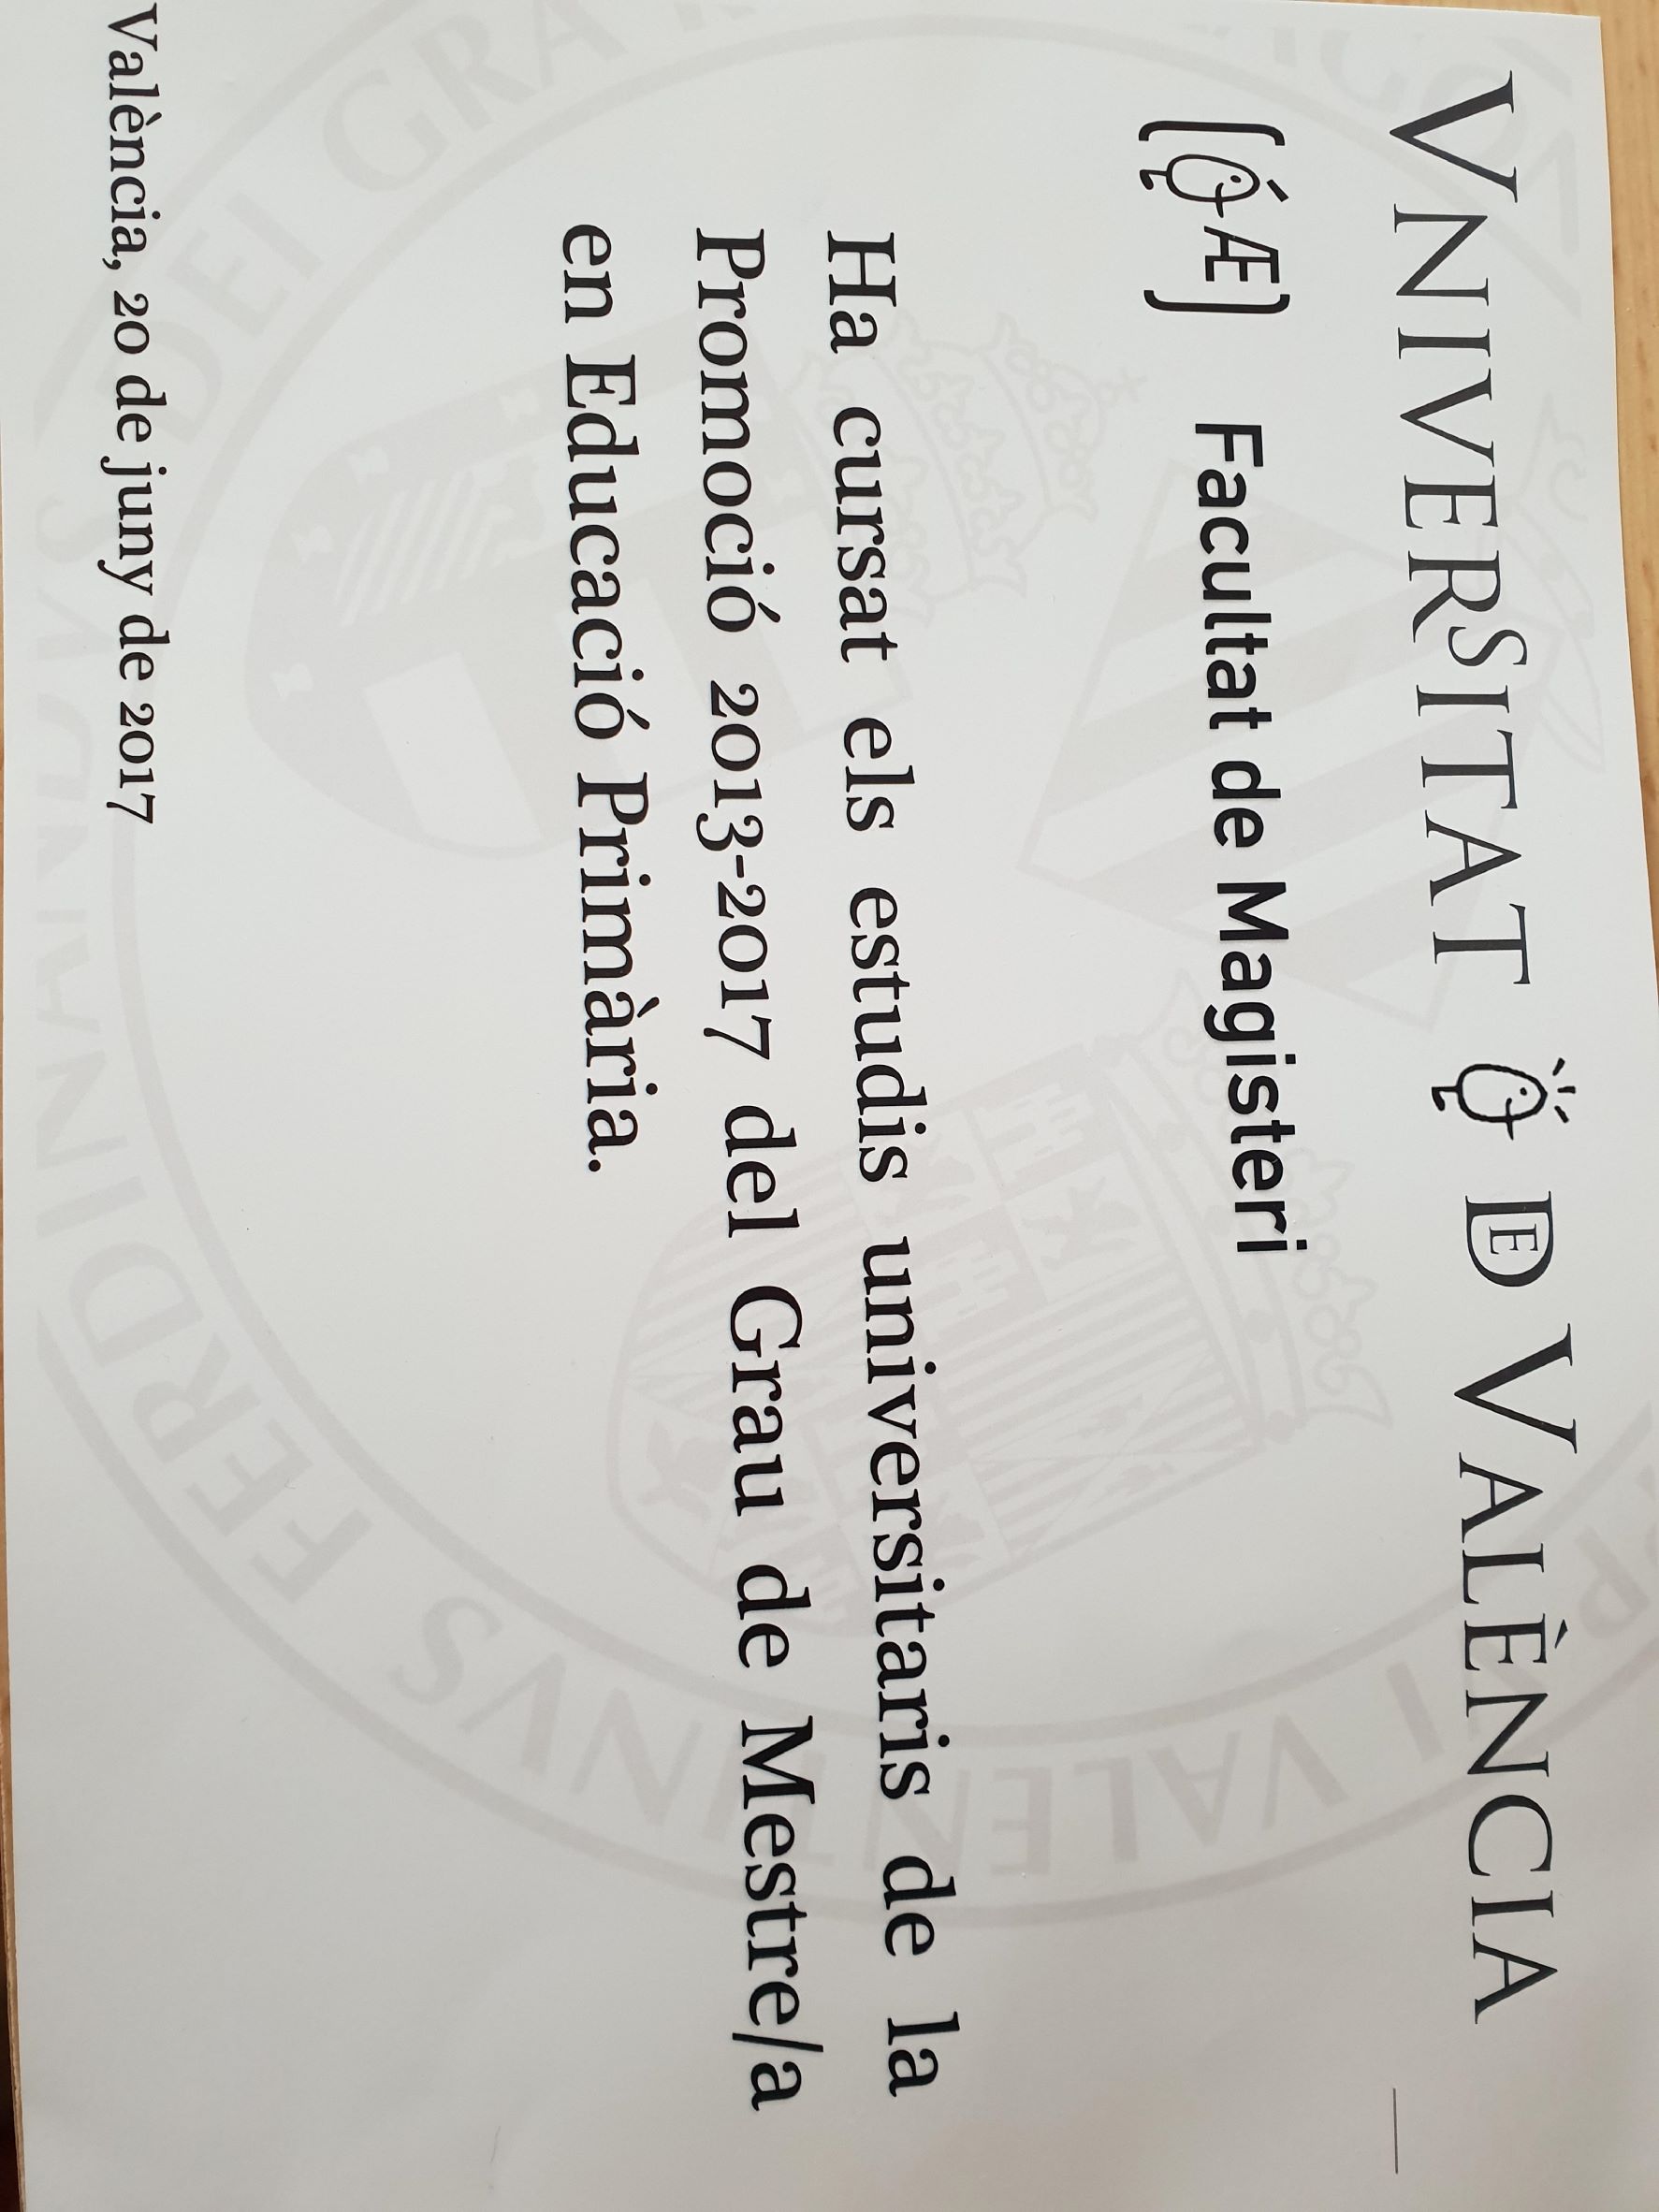 VNIVERSITAT DE VALÈNCIA
Facultat de Magisteri
Ha cursat els estudis universitaris de la
Promoció 2013-2017 del Grau de Mestre/a
en Educació Primària.
València, 20 de juny de 2017